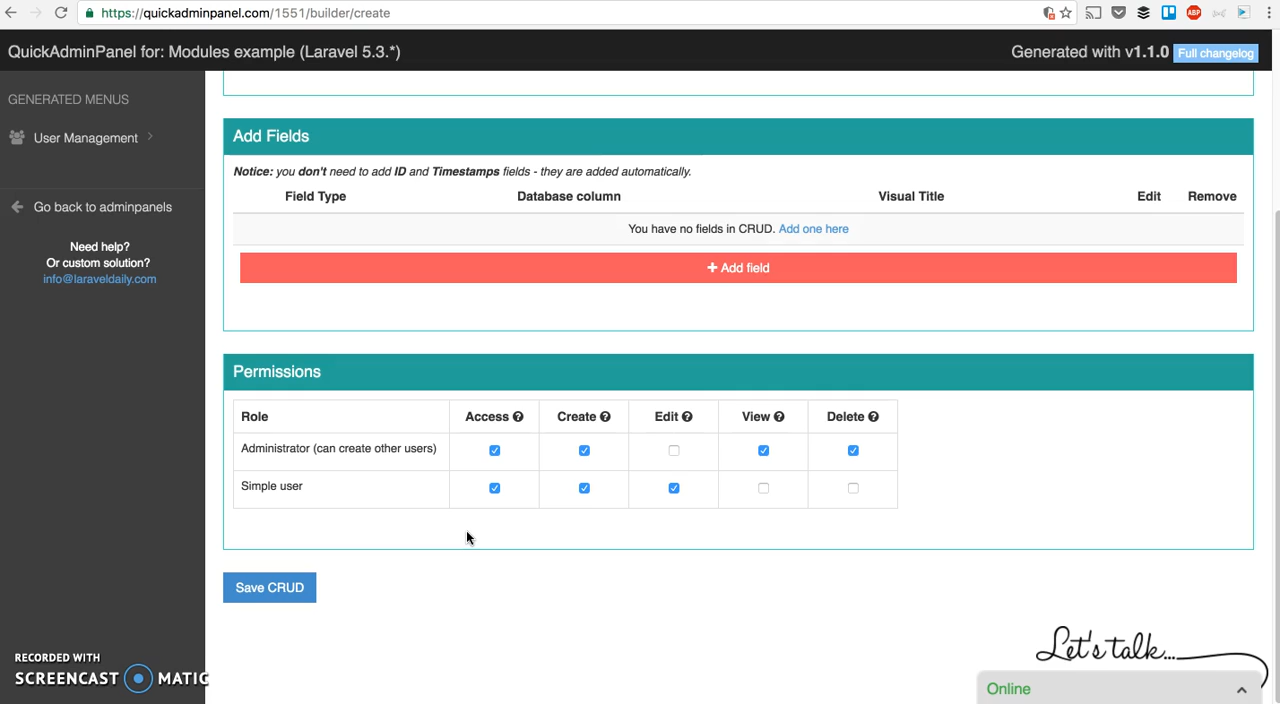 https://quickadminpanel.com/1551/builder/create
ABP
QuickAdminPanel for: Modules example (Laravel 5.3.*)
Generated with v1.1.0 Full changelog
GENERATED MENUS
User Management
Go back to adminpanels
Need help?
Or custom solution?
info@laraveldaily.com
Add Fields
Notice: you don't need to add ID and Timestamps fields - they are added automatically.
Field Type Database column Visual Title Edit Remove
You have no fields in CRUD. Add one here
+ Add field
Permissions
Role Access ? Create ? Edit ? View ? Delete ?
Administrator (can create other users)
Simple user
Save CRUD
RECORDED WITH
SCREENCAST MATIC
Let's talk...
Online